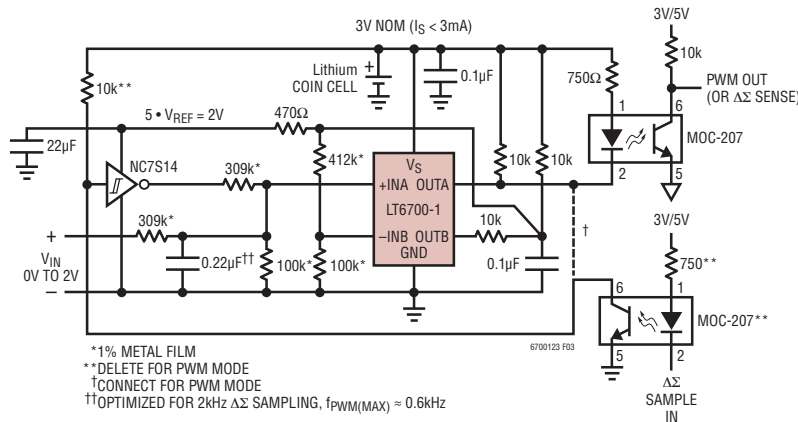 3V NOM (IS < 3mA)
3V/5V
10k**
Lithium
COIN CELL
+
0.1µF
750Ω
10k
PWM OUT
(OR ΔΣ SENSE)
1
6
MOC-207
2
5
5 • VREF = 2V
470Ω
22µF
NC7S14
309k*
412k*
VS
+INA OUTA
LT6700-1
–INB OUTB
GND
10k
10k
10k
†
3V/5V
+
VIN
0V TO 2V
–
309k*
0.22µF††
100k*
100k*
0.1µF
750**
6
1
MOC-207**
5
2
6700123 F03
ΔΣ
SAMPLE
IN
*1% METAL FILM
**DELETE FOR PWM MODE
†CONNECT FOR PWM MODE
††OPTIMIZED FOR 2kHz ΔΣ SAMPLING, fPWM(MAX) ≈ 0.6kHz